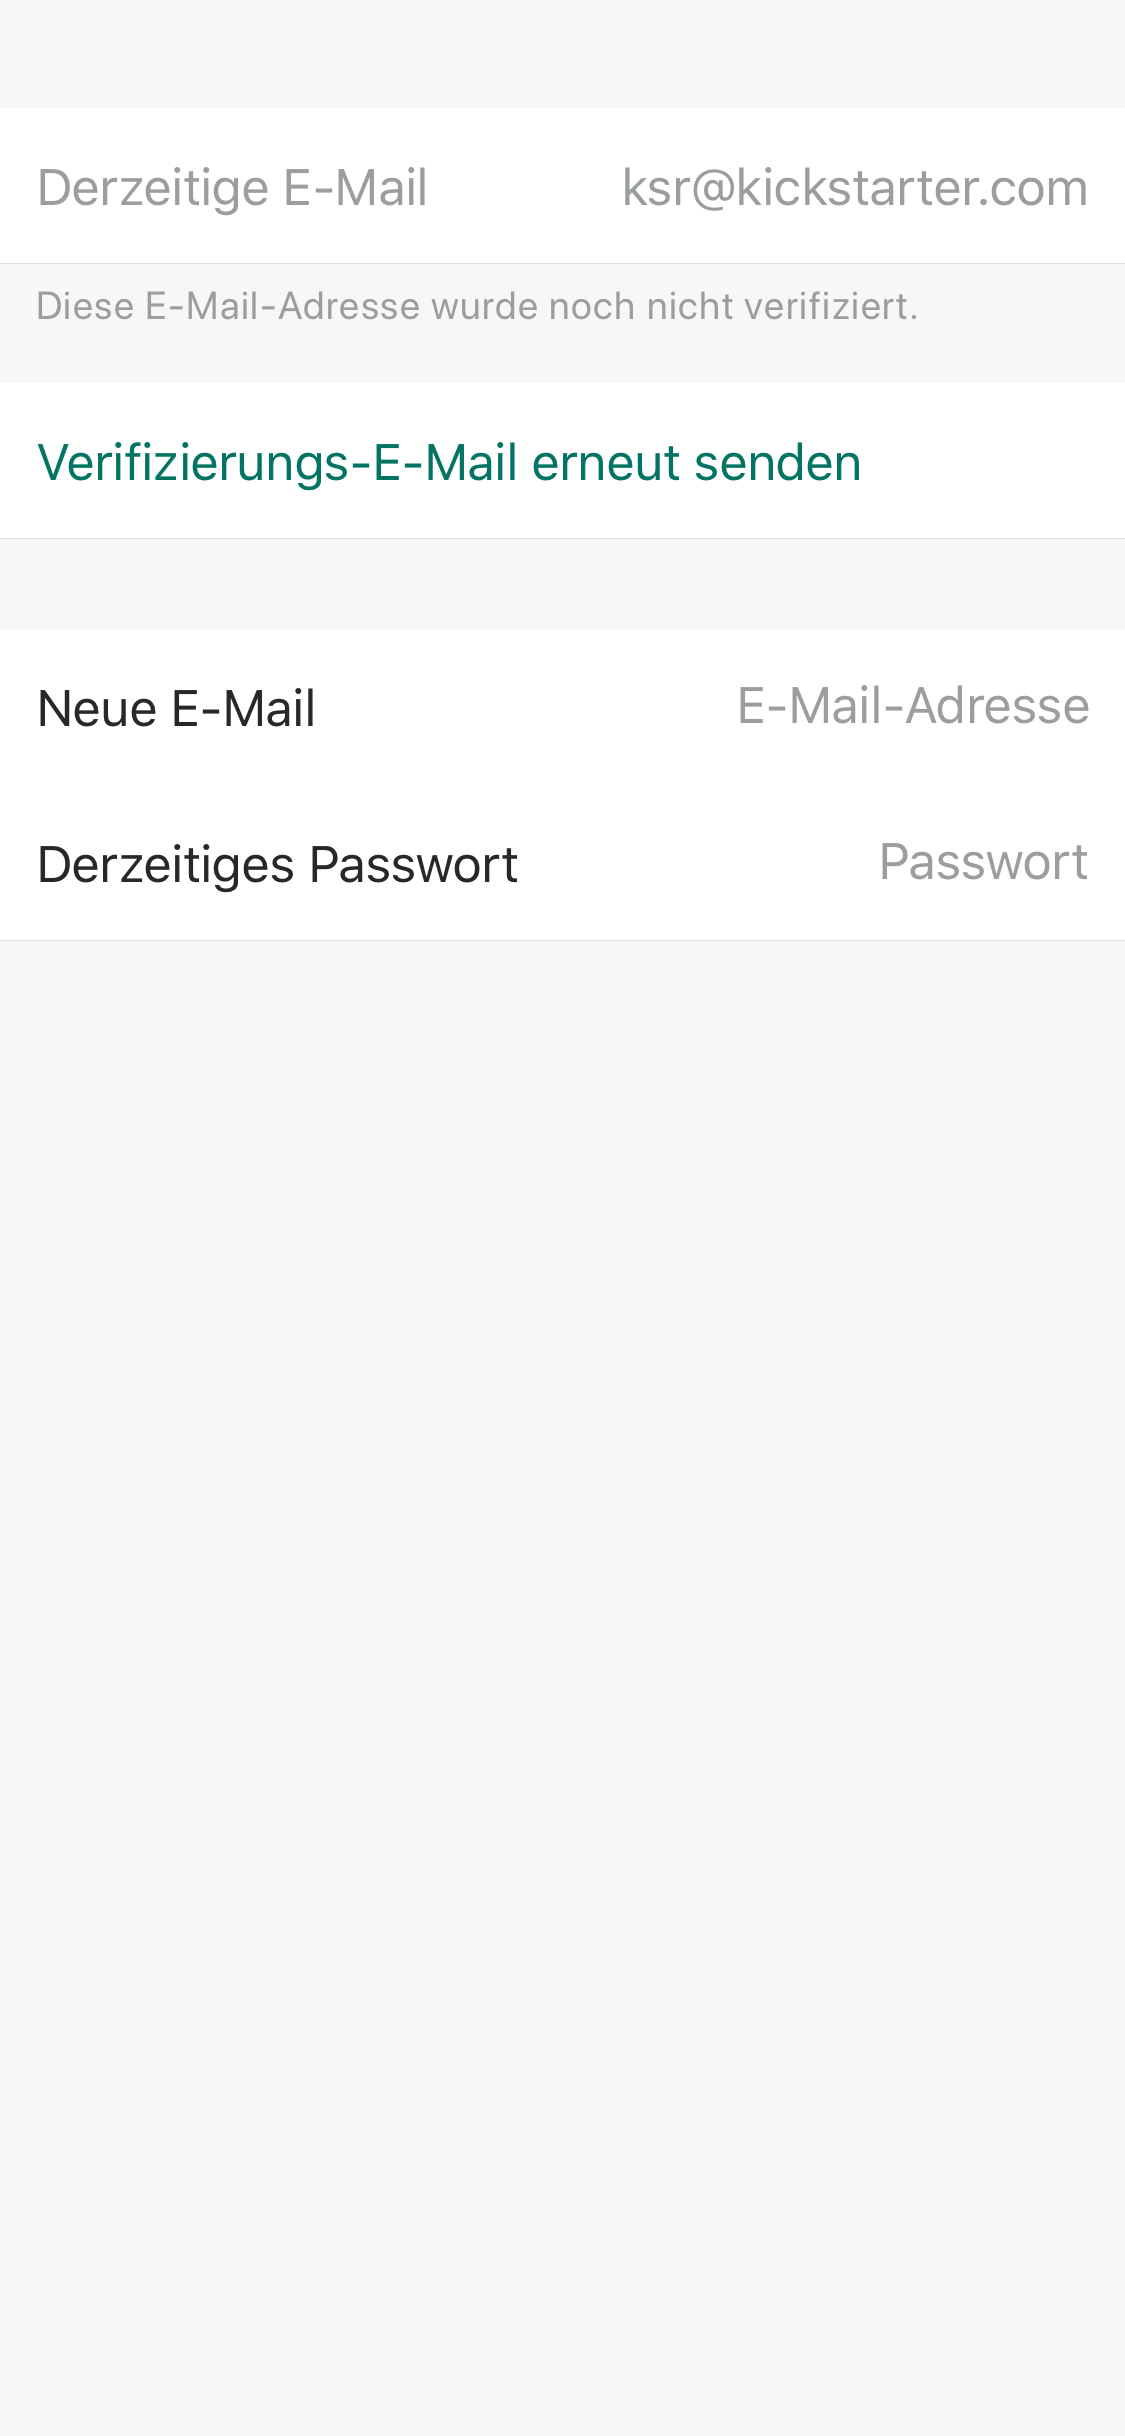 Derzeitige E-Mail ksr@kickstarter.com
Diese E-Mail-Adresse wurde noch nicht verifiziert.
Verifizierungs-E-Mail erneut senden
Neue E-Mail E-Mail-Adresse
Derzeitiges Passwort Passwort